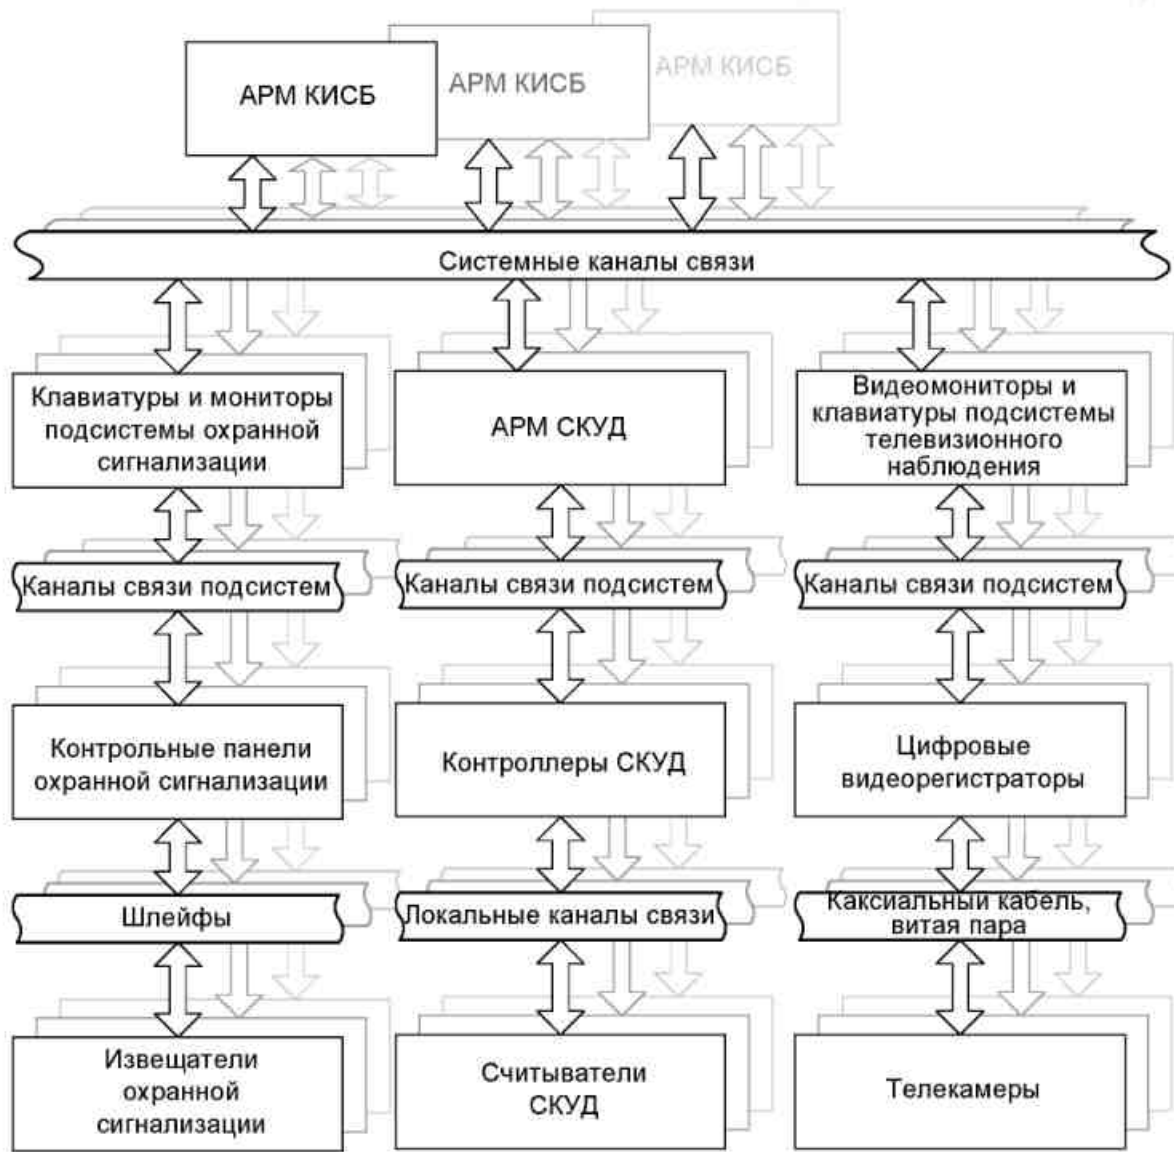 АРМ КИСБ
АРМ КИСБ
АРМ КИСБ
Системные каналы связи
Клавиатуры и мониторы
подсистемы охранной
сигнализации
АРМ СКУД
Видеомониторы и
клавиатуры подсистемы
телевизионного
наблюдения
Каналы связи подсистем
Каналы связи подсистем
Каналы связи подсистем
Контрольные панели
охранной сигнализации
Контроллеры СКУД
Цифровые
видеорегистраторы
Шлейфы
Локальные каналы связи
Каксиальный кабель,
витая пара
Извещатели
охранной
сигнализации
Считыватели
СКУД
Телекамеры